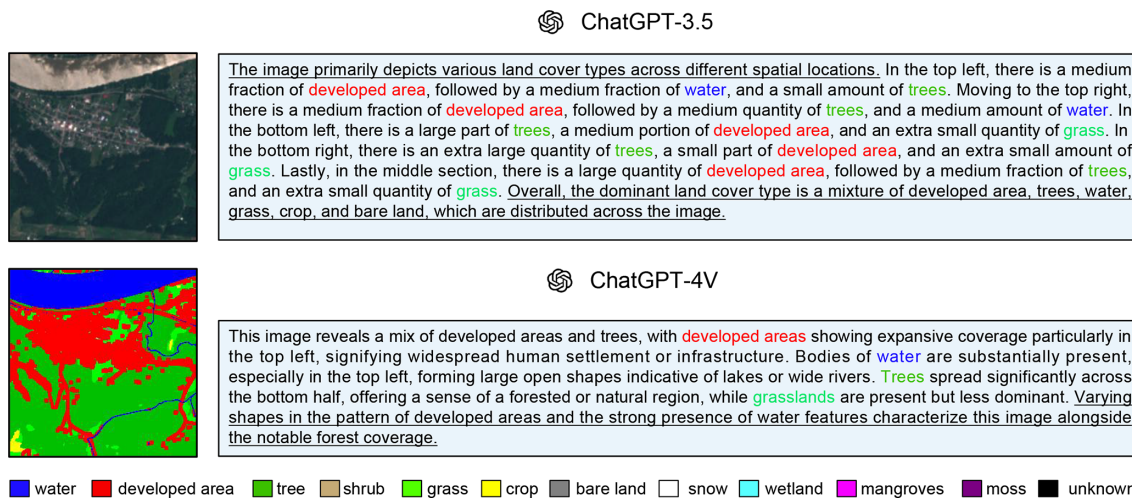 ChatGPT-3.5
The image primarily depicts various land cover types across different spatial locations. In the top left, there is a medium
fraction of developed area, followed by a medium fraction of water, and a small amount of trees. Moving to the top right,
there is a medium fraction of developed area, followed by a medium quantity of trees, and a medium amount of water. In
the bottom left, there is a large part of trees, a medium portion of developed area, and an extra small quantity of grass. In
the bottom right, there is an extra large quantity of trees, a small part of developed area, and an extra small amount of
grass. Lastly, in the middle section, there is a large quantity of developed area, followed by a medium fraction of trees,
and an extra small quantity of grass. Overall, the dominant land cover type is a mixture of developed area, trees, water,
grass, crop, and bare land, which are distributed across the image.
ChatGPT-4V
This image reveals a mix of developed areas and trees, with developed areas showing expansive coverage particularly in
the top left, signifying widespread human settlement or infrastructure. Bodies of water are substantially present,
especially in the top left, forming large open shapes indicative of lakes or wide rivers. Trees spread significantly across
the bottom half, offering a sense of a forested or natural region, while grasslands are present but less dominant. Varying
shapes in the pattern of developed areas and the strong presence of water features characterize this image alongside
the notable forest coverage.
water developed area tree shrub grass crop bare land snow wetland mangroves moss unknown